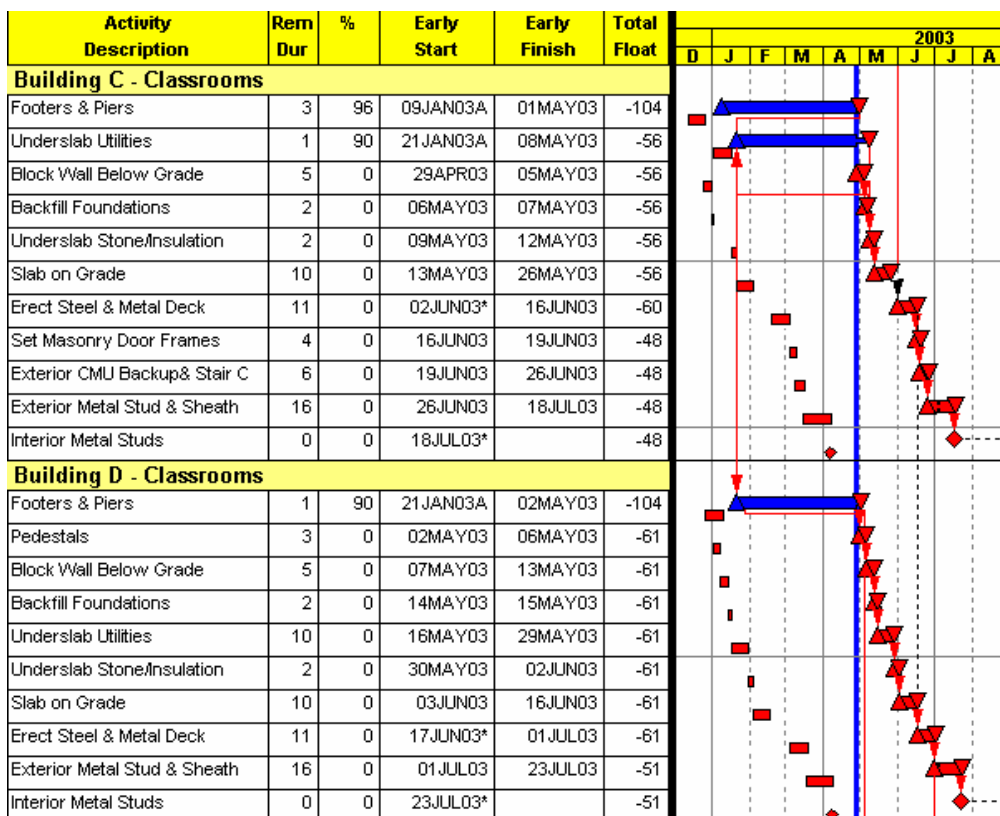 Activity Description Rem Dur % Early Start Early Finish Total Float
2003
D J F M A M J J A
Building C - Classrooms
Footers & Piers 3 96 09JAN03A 01MAY03 -104
Underslab Utilities 1 90 21JAN03A 08MAY03 -56
Block Wall Below Grade 5 0 29APR03 05MAY03 -56
Backfill Foundations 2 0 06MAY03 07MAY03 -56
Underslab Stone/Insulation 2 0 09MAY03 12MAY03 -56
Slab on Grade 10 0 13MAY03 26MAY03 -56
Erect Steel & Metal Deck 11 0 02JUN03* 16JUN03 -60
Set Masonry Door Frames 4 0 16JUN03 19JUN03 -48
Exterior CMU Backup& Stair C 6 0 19JUN03 26JUN03 -48
Exterior Metal Stud & Sheath 16 0 26JUN03 18JUL03 -48
Interior Metal Studs 0 0 18JUL03* -48
Building D - Classrooms
Footers & Piers 1 90 21JAN03A 02MAY03 -104
Pedestals 3 0 02MAY03 06MAY03 -61
Block Wall Below Grade 5 0 07MAY03 13MAY03 -61
Backfill Foundations 2 0 14MAY03 15MAY03 -61
Underslab Utilities 10 0 16MAY03 29MAY03 -61
Underslab Stone/Insulation 2 0 30MAY03 02JUN03 -61
Slab on Grade 10 0 03JUN03 16JUN03 -61
Erect Steel & Metal Deck 11 0 17JUN03* 01JUL03 -61
Exterior Metal Stud & Sheath 16 0 01JUL03 23JUL03 -51
Interior Metal Studs 0 0 23JUL03* -51